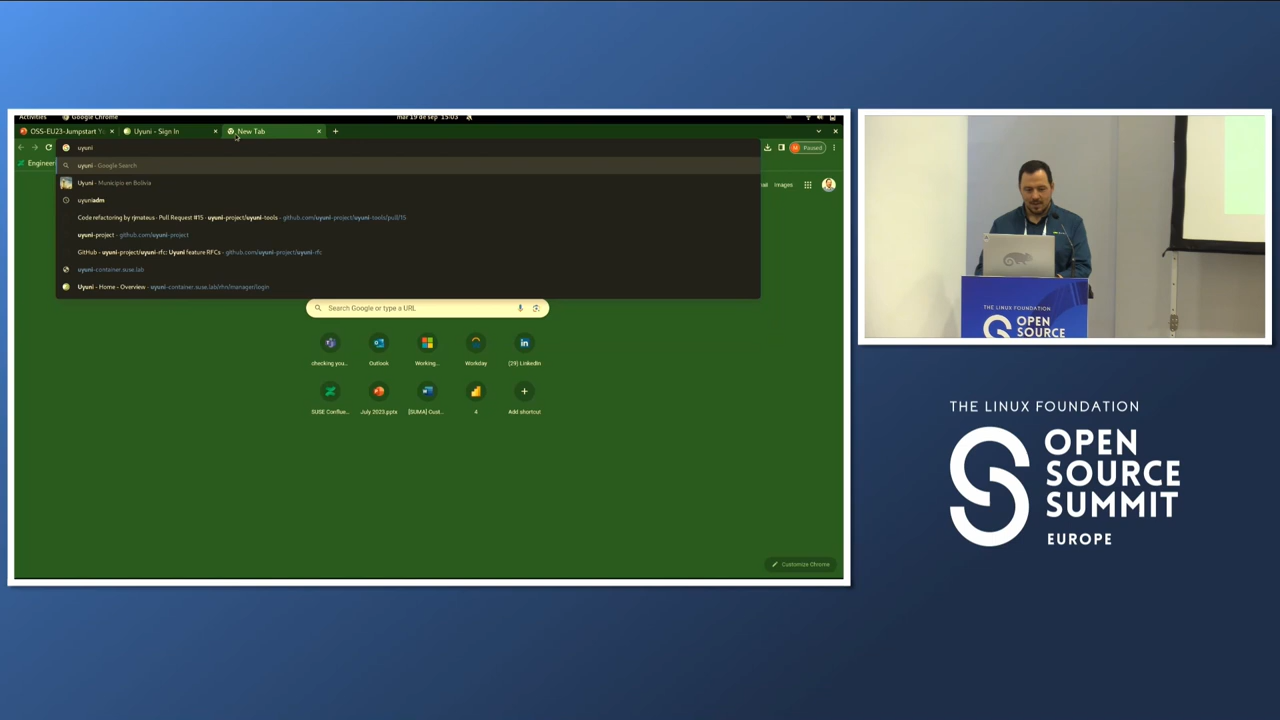 Activities
Google Chrome
mar 19 de sep 15:03
OSS-EU23-Jumpstart Yo
Uyuni - Sign In
New Tab
uyuni
Paused
Engineer
uyuni - Google Search
Uyuni - Municipio en Bolivia
uyuniadm
Code refactoring by rjmateus · Pull Request #15 · uyuni-project/uyuni-tools - github.com/uyuni-project/uyuni-tools/pull/15
uyuni-project - github.com/uyuni-project
GitHub - uyuni-project/uyuni-rfc: Uyuni feature RFCs - github.com/uyuni-project/uyuni-rfc
uyuni-container.suse.lab
Uyuni - Home - Overview - uyuni-container.suse.lab/rhn/manager/login
Images
Search Google or type a URL
checking you...
Outlook
Working...
Workday
(29) LinkedIn
SUSE Conflue...
July 2023.pptx
[SUMA] Cust...
4
Add shortcut
Customize Chrome
THE LINUX FOUNDATION
OPEN
SOURCE
THE LINUX FOUNDATION
OPEN
SOURCE
SUMMIT
EUROPE